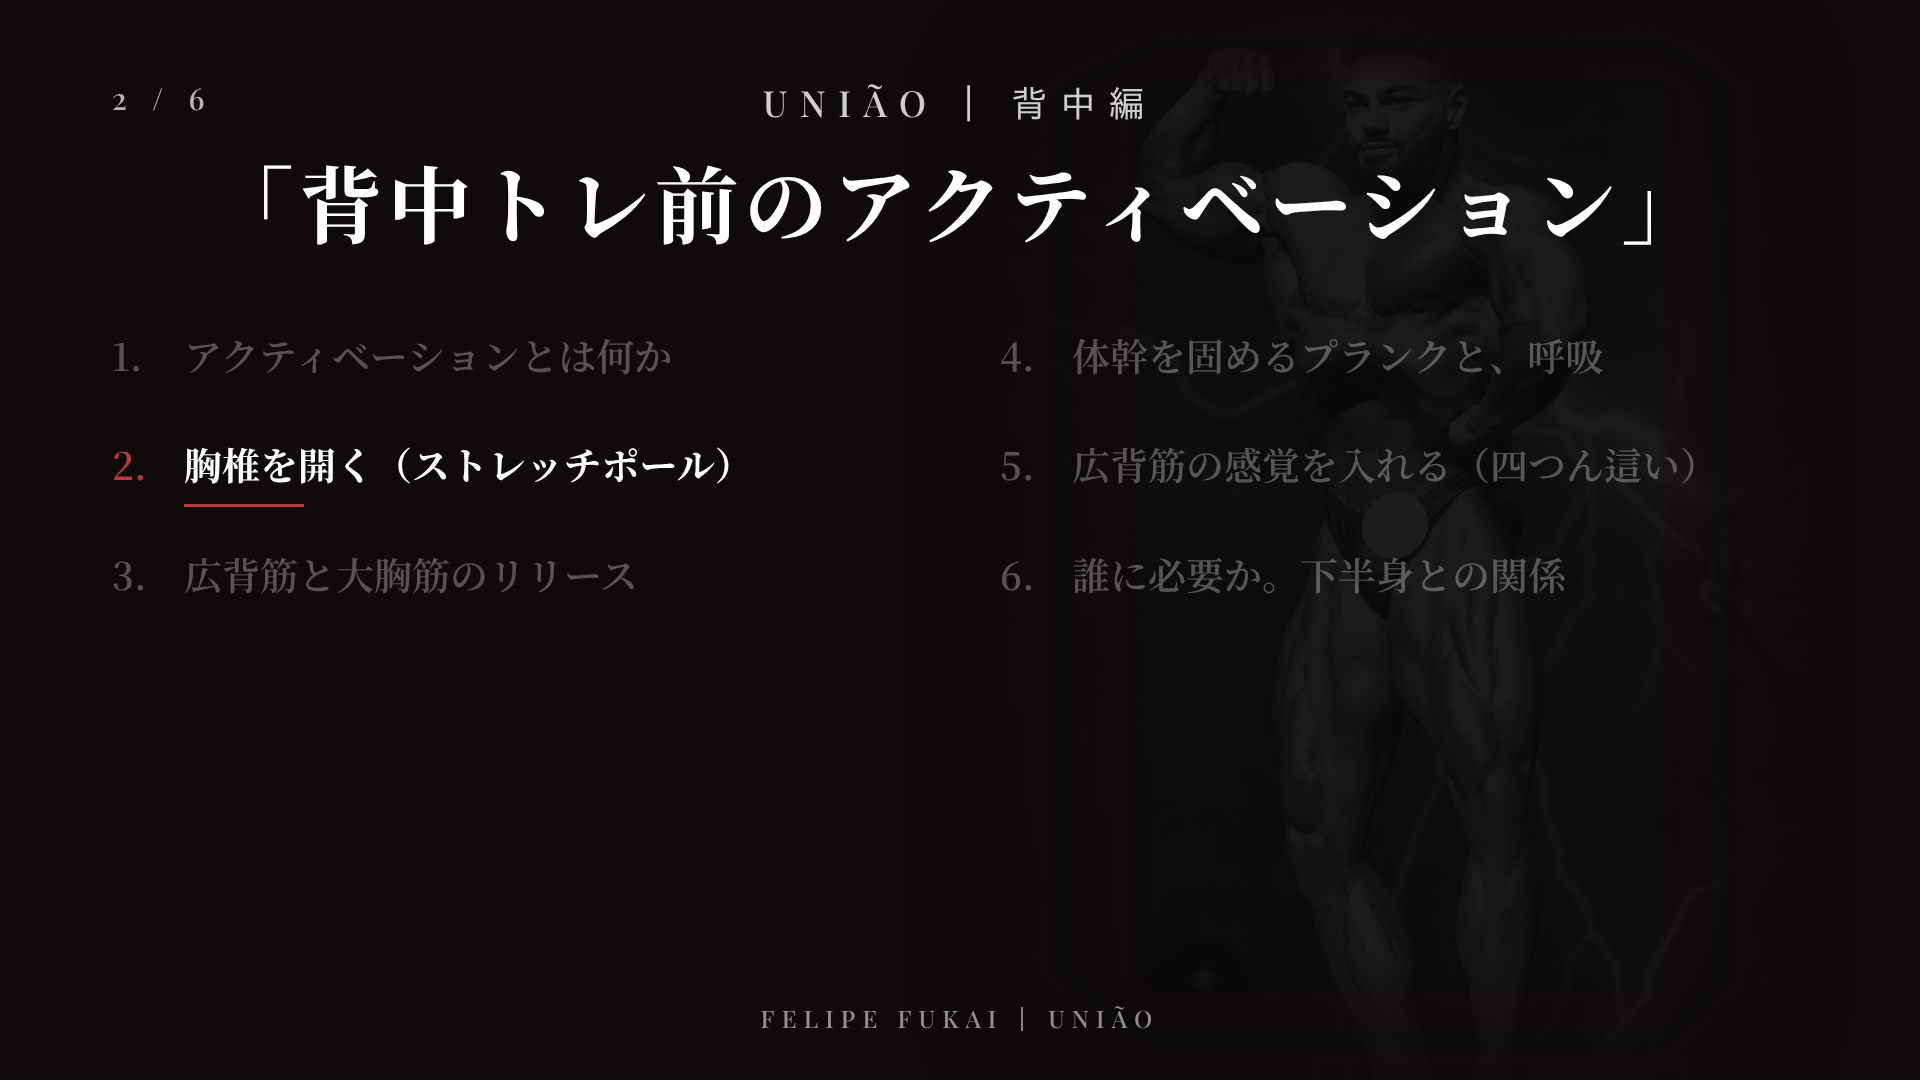 2 / 6
UNIÃO | 背中編
「背中トレ前のアクティベーション」
1. アクティベーションとは何か
2. 胸椎を開く（ストレッチポール）
3. 広背筋と大胸筋のリリース
4. 体幹を固めるプランクと、呼吸
5. 広背筋の感覚を入れる（四つん這い）
6. 誰に必要か。下半身との関係
FELIPE FUKAI | UNIÃO